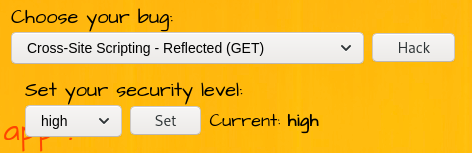 Choose your bug:
Cross-Site Scripting - Reflected (GET) Hack
Set your security level:
high Set Current: high